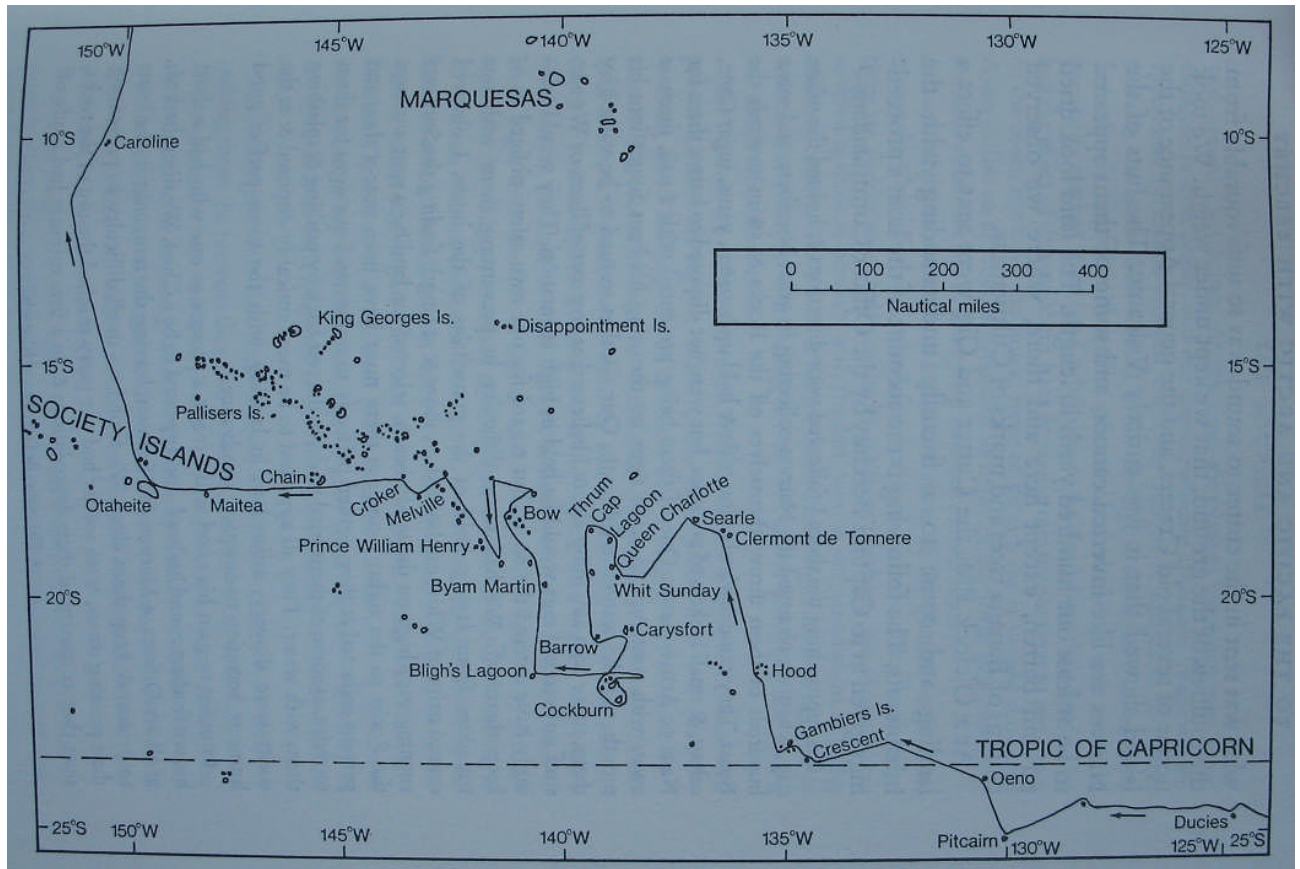 150°W
145°W
140°W
135°W
130°W
125°W
MARQUESAS
10°S
Caroline
10°S
0 100 200 300 400
Nautical miles
King Georges Is.
Disappointment Is.
15°S
15°S
Pallisers Is.
SOCIETY ISLANDS
Chain
Otaheite
Maitea
Croker
Melville
Bow
Thrum
Cap
Lagoon
Queen Charlotte
Searle
Clermont de Tonnere
Prince William Henry
Byam Martin
Whit Sunday
20°S
20°S
Carysfort
Barrow
Bligh's Lagoon
Hood
Cockburn
Gambiers Is.
Crescent
TROPIC OF CAPRICORN
Oeno
Ducies
Pitcairn
25°S
150°W
145°W
140°W
135°W
130°W
125°W
25°S